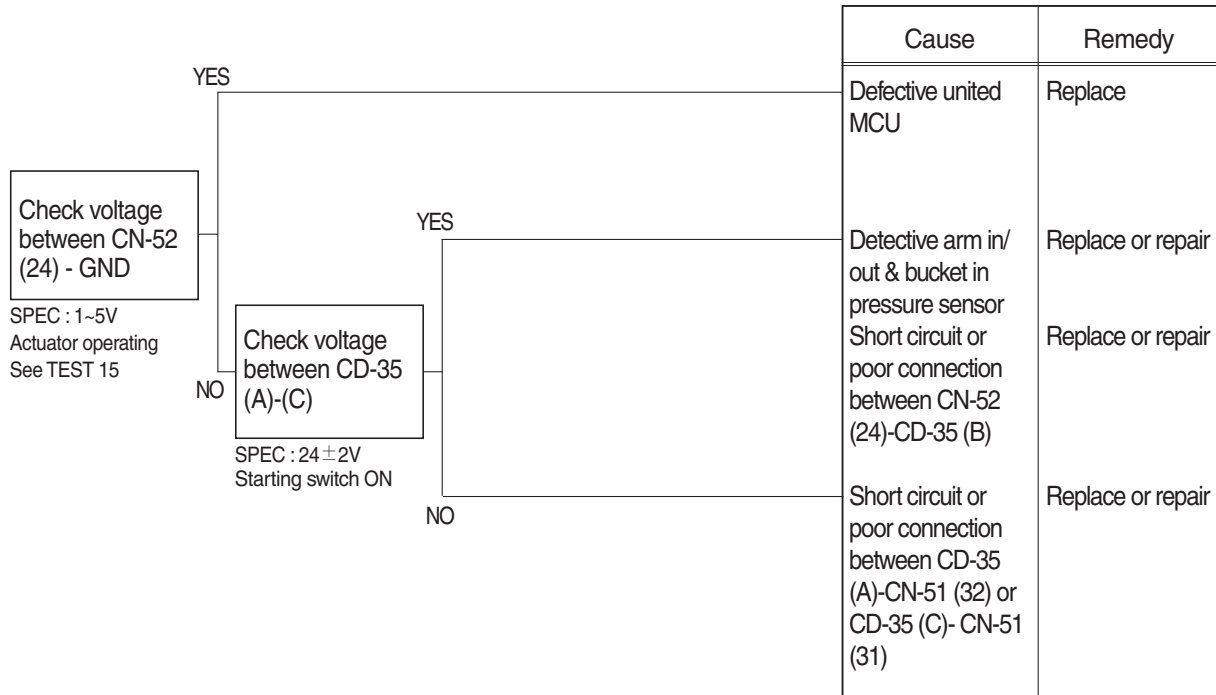 Cause
Remedy
YES
Defective united
MCU
Replace
Check voltage
between CN-52
(24) - GND
SPEC : 1~5V
Actuator operating
See TEST 15
YES
Detective arm in/
out & bucket in
pressure sensor
Replace or repair
NO
Check voltage
between CD-35
(A)-(C)
SPEC : 24±2V
Starting switch ON
Short circuit or
poor connection
between CN-52
(24)-CD-35 (B)
Replace or repair
NO
Short circuit or
poor connection
between CD-35
(A)-CN-51 (32) or
CD-35 (C)- CN-51
(31)
Replace or repair